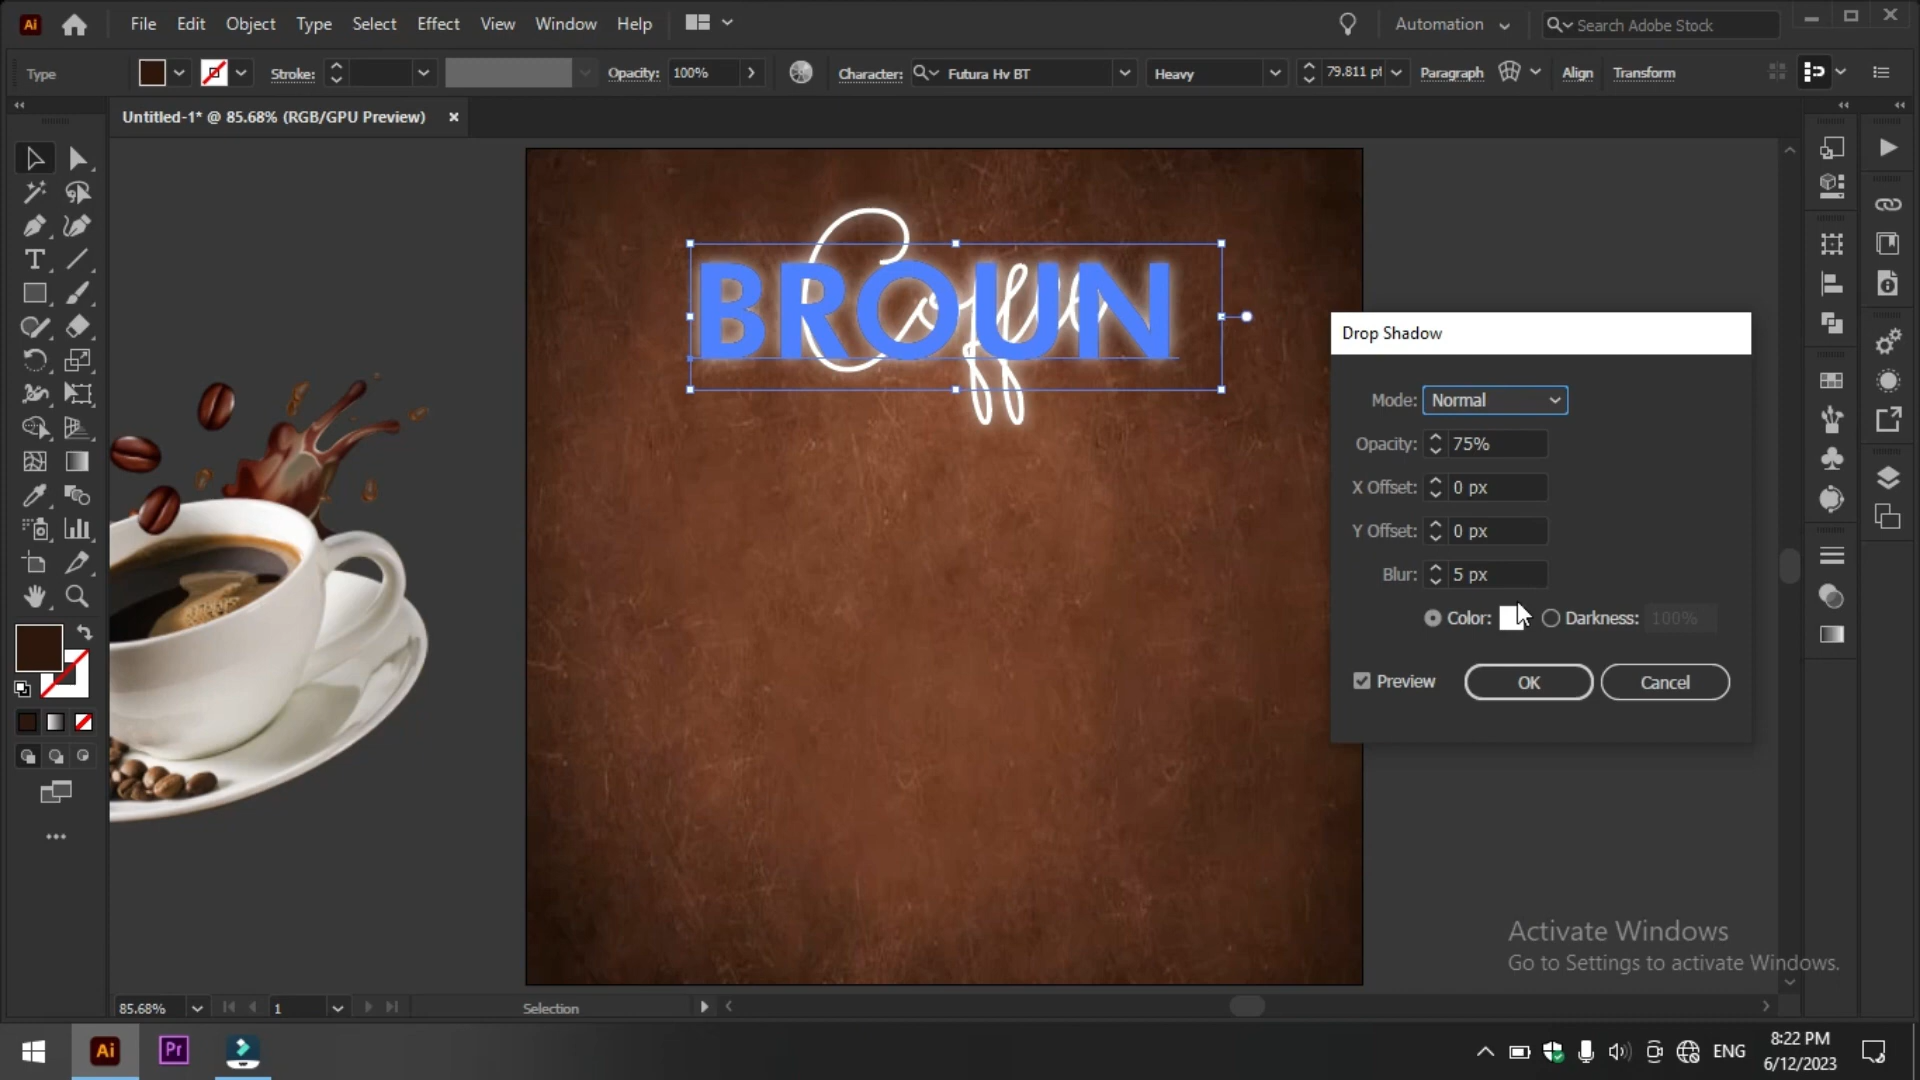 Ai File Edit Object Type Select Effect View Window Help Automation Search Adobe Stock
Type Stroke: Opacity: 100% Character: Futura Hv BT Heavy 79.811 pt Paragraph Align Transform
Untitled-1* @ 85.68% (RGB/GPU Preview)
Coffee
BROUN
Drop Shadow
Mode: Normal
Opacity: 75%
X Offset: 0 px
Y Offset: 0 px
Blur: 5 px
Color: Darkness: 100%
Preview OK Cancel
Activate Windows
Go to Settings to activate Windows.
85.68% 1 Selection
Ai Pr ENG 8:22 PM
6/12/2023